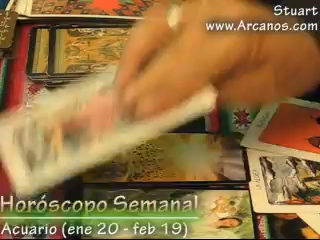 Stuart
www.Arcanos.com
Horóscopo Semanal
Acuario (ene 20 - feb 19)